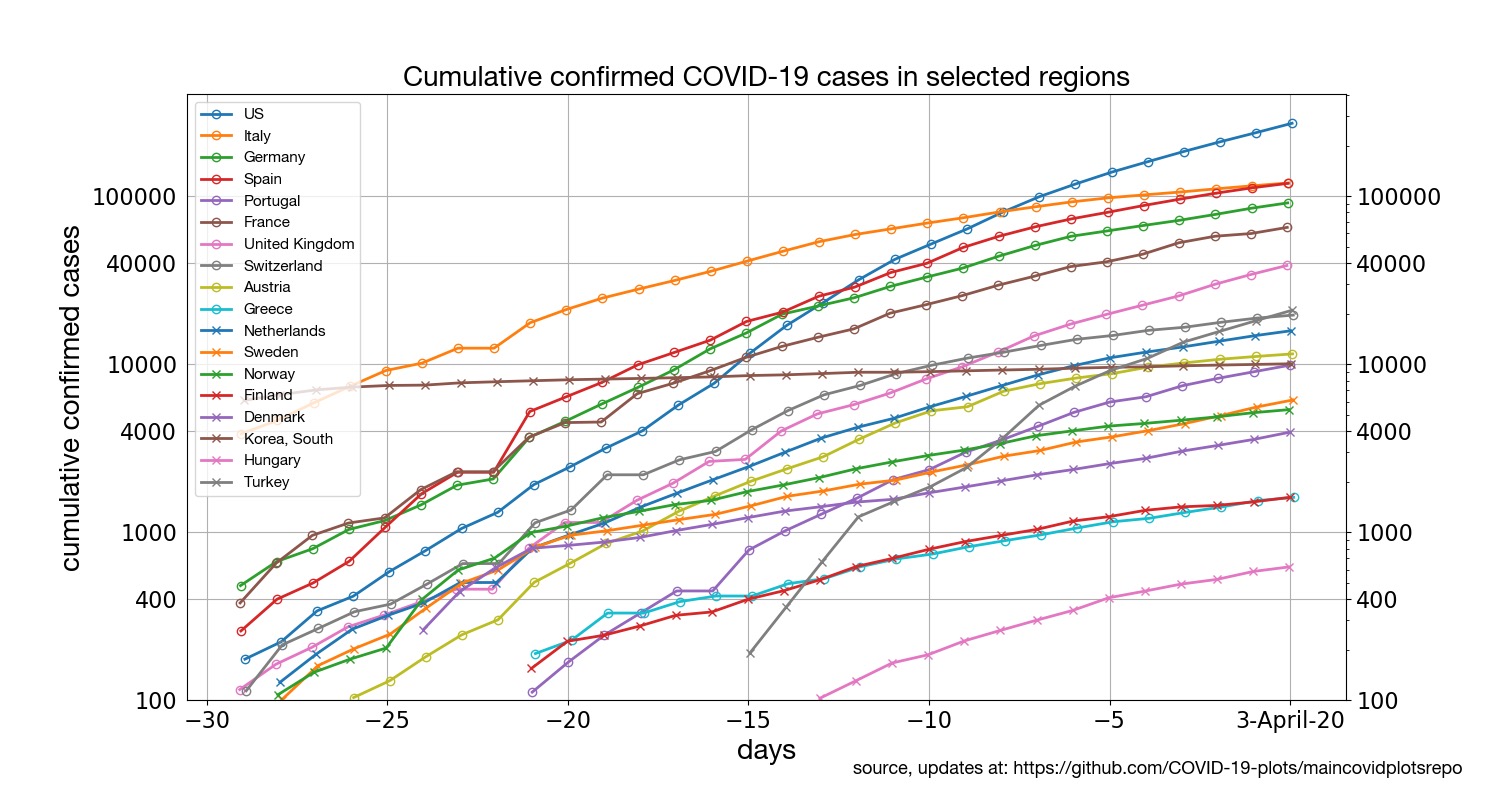 Cumulative confirmed COVID-19 cases in selected regions
US
Italy
Germany
Spain
Portugal
France
United Kingdom
Switzerland
Austria
Greece
Netherlands
Sweden
Norway
Finland
Denmark
Korea, South
Hungary
Turkey
cumulative confirmed cases
100000
40000
10000
4000
1000
400
100
100000
40000
10000
4000
1000
400
100
−30
−25
−20
−15
−10
−5
3-April-20
days
source, updates at: https://github.com/COVID-19-plots/maincovidplotsrepo